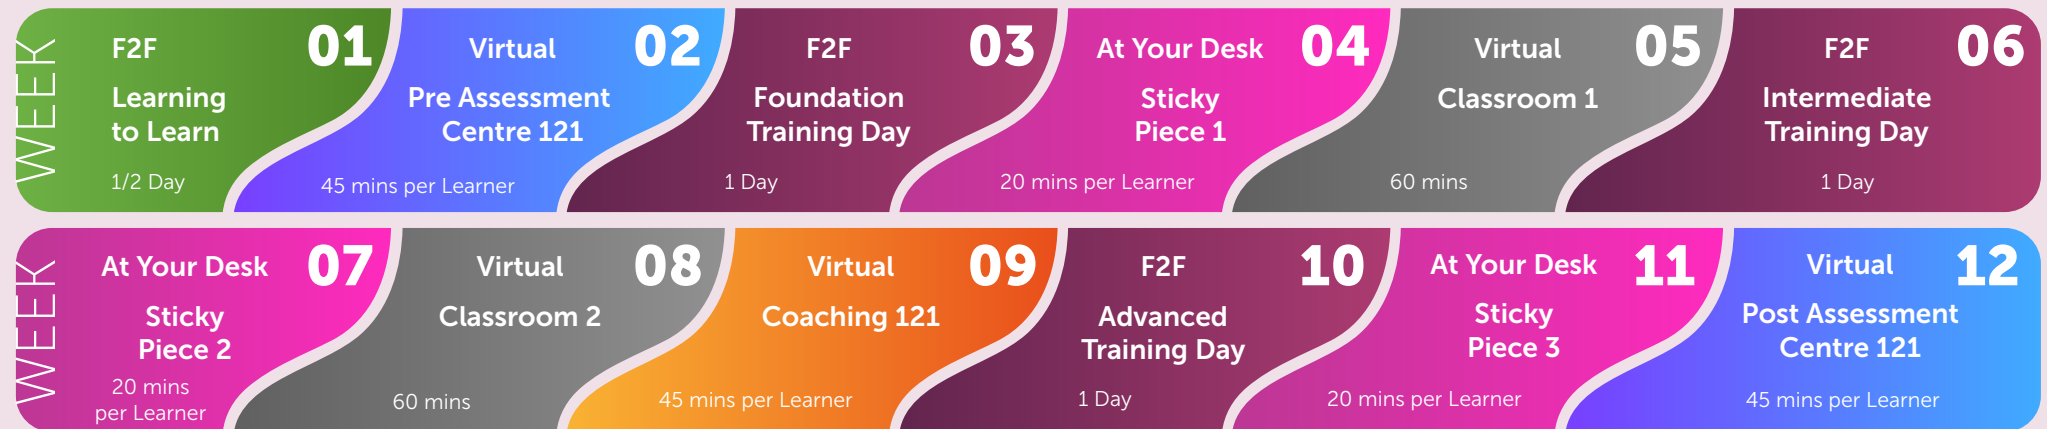 WEEK
F2F
01
Learning
to Learn
1/2 Day
Virtual
02
Pre Assessment
Centre 121
45 mins per Learner
F2F
03
Foundation
Training Day
1 Day
At Your Desk
04
Sticky
Piece 1
20 mins per Learner
Virtual
05
Classroom 1
60 mins
F2F
06
Intermediate
Training Day
1 Day
WEEK
At Your Desk
07
Sticky
Piece 2
20 mins
per Learner
Virtual
08
Classroom 2
60 mins
Virtual
09
Coaching 121
45 mins per Learner
F2F
10
Advanced
Training Day
1 Day
At Your Desk
11
Sticky
Piece 3
20 mins per Learner
Virtual
12
Post Assessment
Centre 121
45 mins per Learner